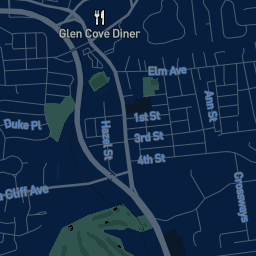 Glen Cove Diner
Elm Ave
Ann St
1st St
Duke Pl
Hazel St
3rd St
4th St
Cliff Ave
Crossways